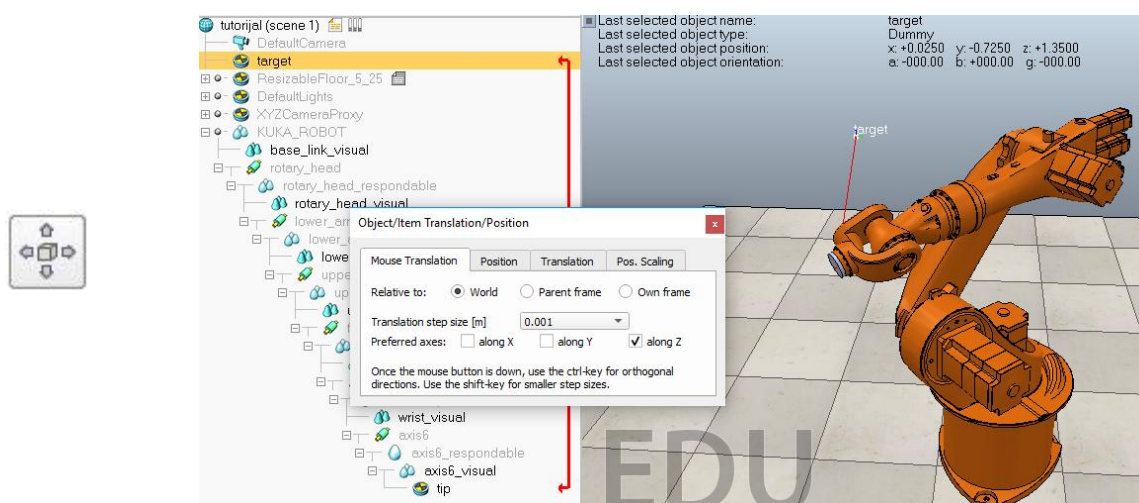 tutorijal (scene 1)
DefaultCamera
target
ResizableFloor_5_25
DefaultLights
XYZCameraProxy
KUKA_ROBOT
base_link_visual
rotary_head
rotary_head_respondable
rotary_head_visual
lower_arm
lower_
lowe
uppe
up
wrist_visual
axis6
axis6_respondable
axis6_visual
tip
Last selected object name: target
Last selected object type: Dummy
Last selected object position: x: +0.0250 y: -0.7250 z: +1.3500
Last selected object orientation: a: -000.00 b: +000.00 g: -000.00
target
Object/Item Translation/Position
x
Mouse Translation Position Translation Pos. Scaling
Relative to: World Parent frame Own frame
Translation step size [m] 0.001
Preferred axes: along X along Y along Z
Once the mouse button is down, use the ctrl-key for orthogonal
directions. Use the shift-key for smaller step sizes.
EDU